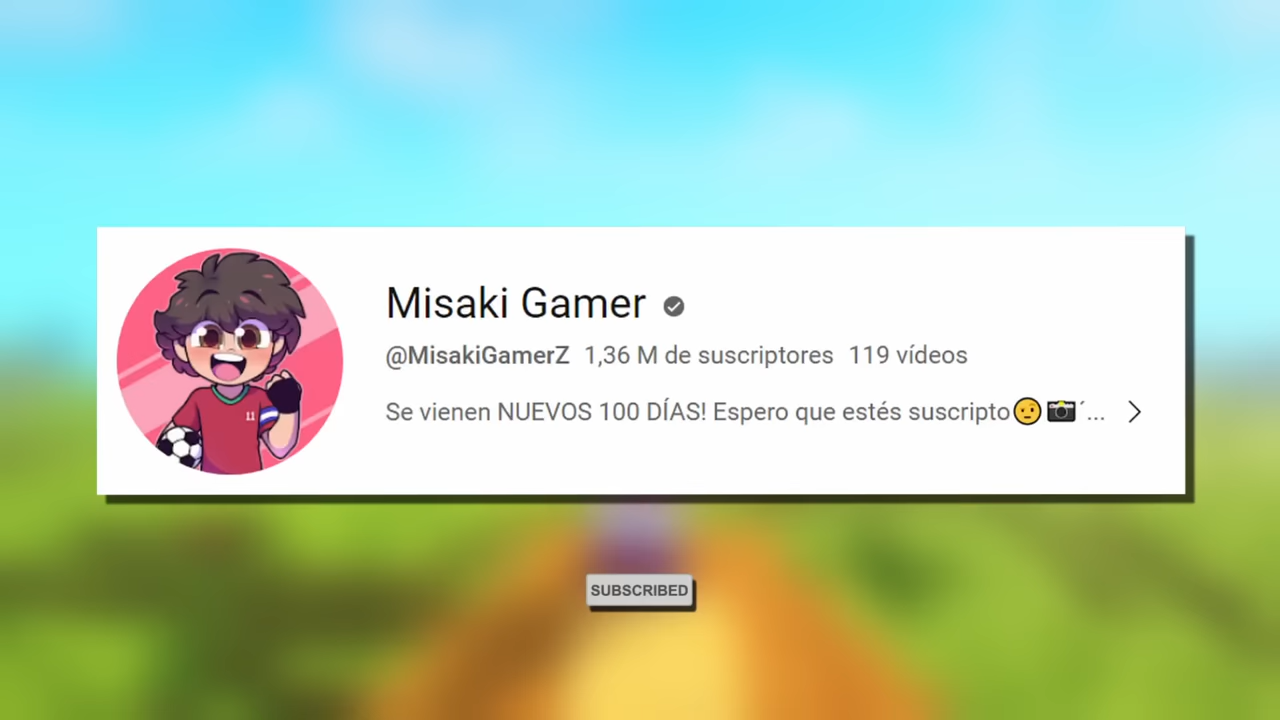 Misaki Gamer
@MisakiGamerZ 1,36 M de suscriptores 119 vídeos
Se vienen NUEVOS 100 DÍAS! Espero que estés suscripto🤨📸´...
11
SUBSCRIBED